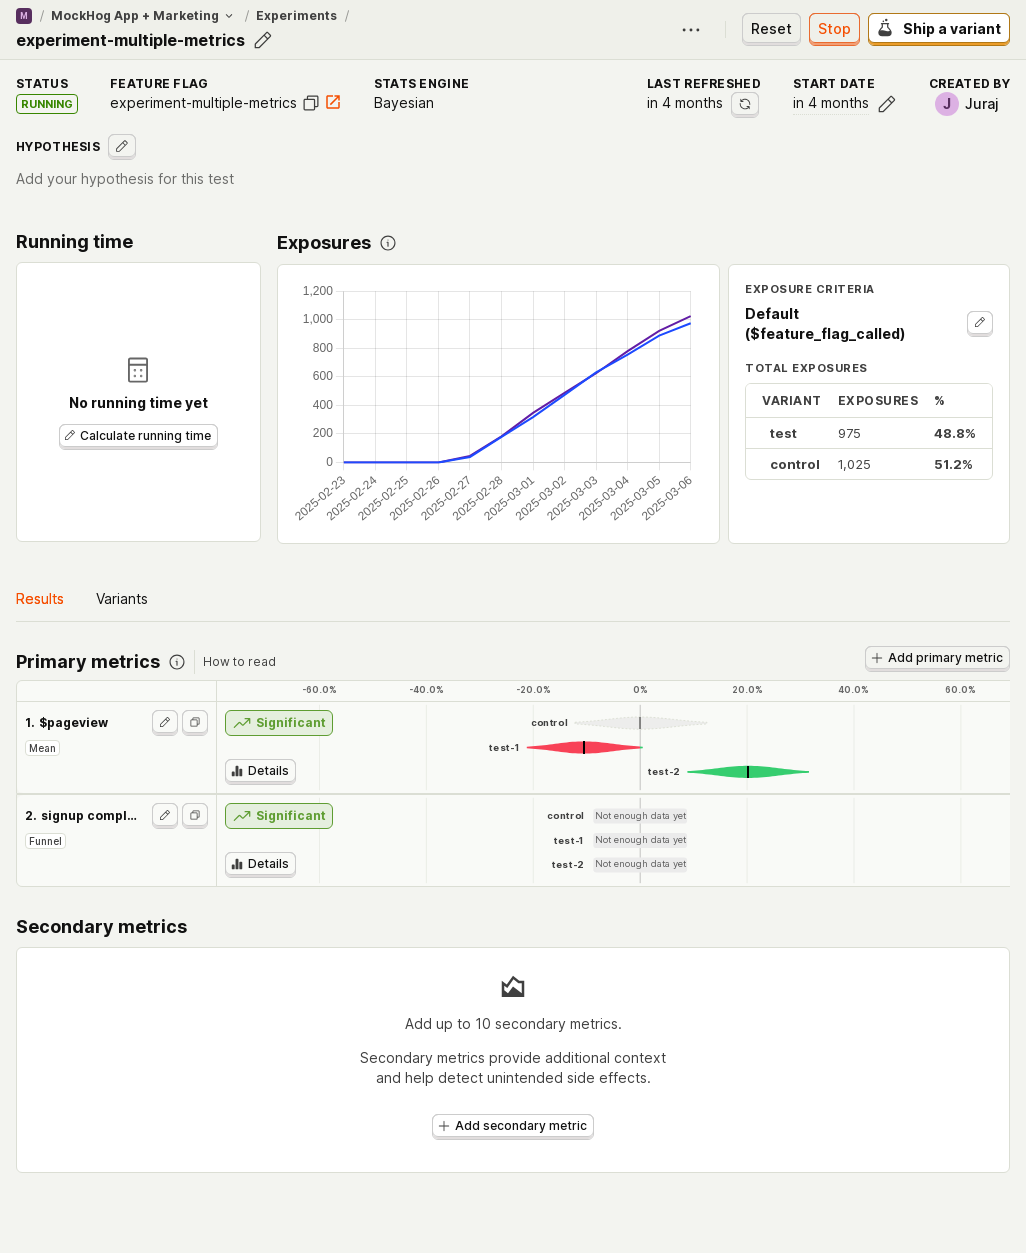 M / MockHog App + Marketing / Experiments /
experiment-multiple-metrics
Reset
Stop
Ship a variant
STATUS
RUNNING
FEATURE FLAG
experiment-multiple-metrics
STATS ENGINE
Bayesian
LAST REFRESHED
in 4 months
START DATE
in 4 months
CREATED BY
J Juraj
HYPOTHESIS
Add your hypothesis for this test
Running time
No running time yet
Calculate running time
Exposures
1,200
1,000
800
600
400
200
0
2025-02-23
2025-02-24
2025-02-25
2025-02-26
2025-02-27
2025-02-28
2025-03-01
2025-03-02
2025-03-03
2025-03-04
2025-03-05
2025-03-06
EXPOSURE CRITERIA
Default
($feature_flag_called)
TOTAL EXPOSURES
VARIANT EXPOSURES %
test 975 48.8%
control 1,025 51.2%
Results Variants
Primary metrics How to read
Add primary metric
-60.0% -40.0% -20.0% 0% 20.0% 40.0% 60.0%
1. $pageview
Mean
Significant
Details
control
test-1
test-2
2. signup compl...
Funnel
Significant
Details
control Not enough data yet
test-1 Not enough data yet
test-2 Not enough data yet
Secondary metrics
Add up to 10 secondary metrics.
Secondary metrics provide additional context
and help detect unintended side effects.
Add secondary metric